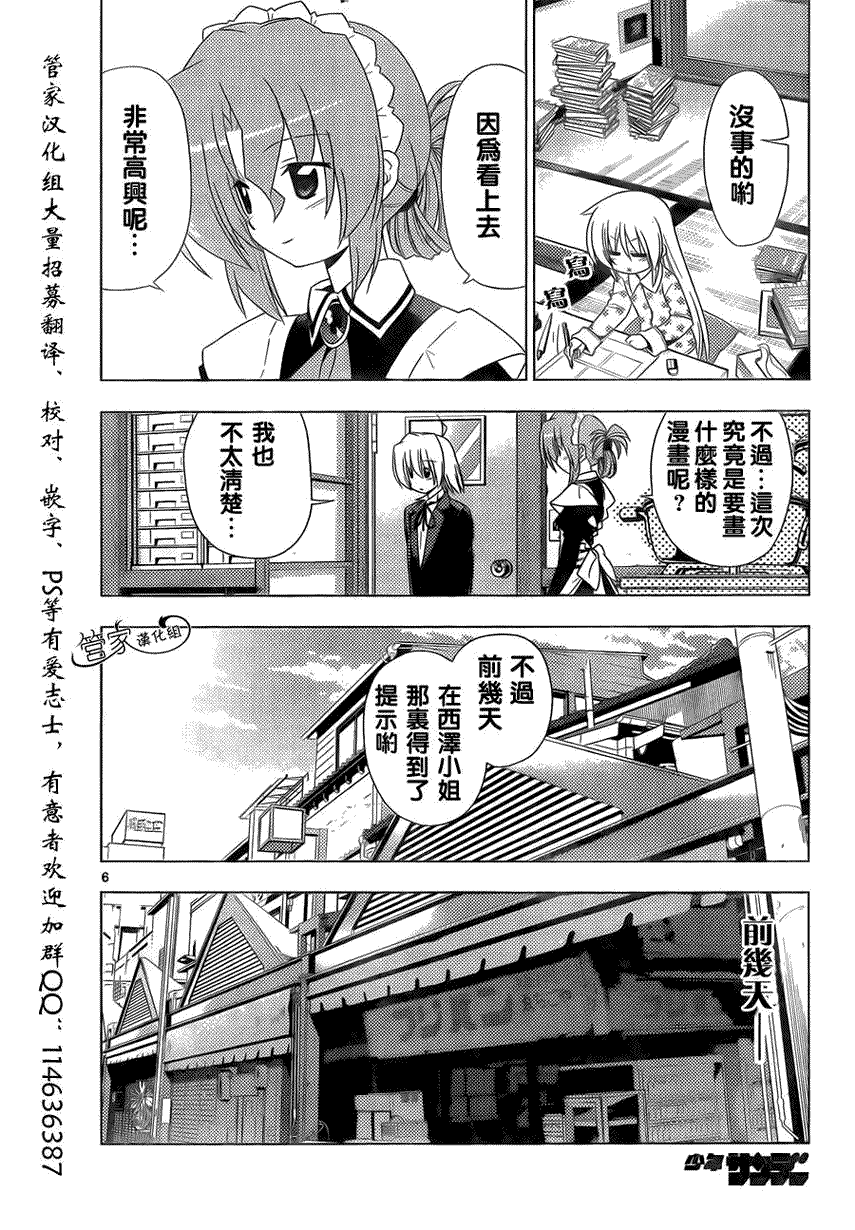 沒事的喲
寫
寫
因爲看上去
非常高興呢…
不過…這次
究竟是要畫
什麼樣的
漫畫呢？
我也
不太清楚…
不過
前幾天
在西澤小姐
那裏得到了
提示喲
6
前幾天──
管家汉化组大量招募翻译、校对、嵌字、PS等有爱志士，有意者欢迎加群QQ：114636387
管家漢化組
少年サンデー